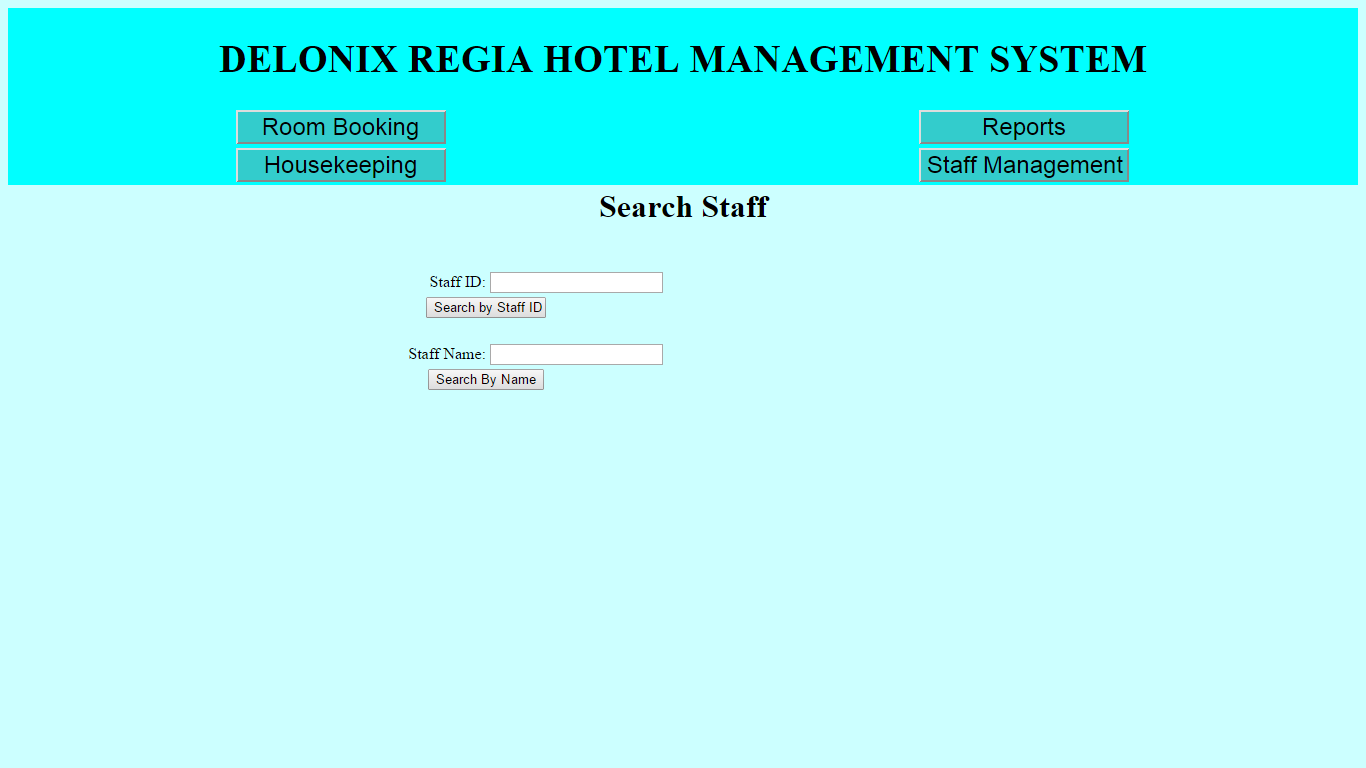 DELONIX REGIA HOTEL MANAGEMENT SYSTEM
Room Booking
Reports
Housekeeping
Staff Management
Search Staff
Staff ID:
Search by Staff ID
Staff Name:
Search By Name